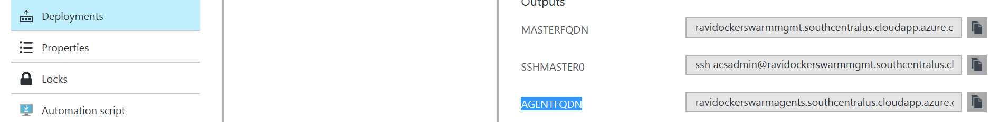 Deployments
Properties
Locks
Automation script
Outputs
MASTERFQDN
ravidockerswarmmgmt.southcentralus.cloudapp.azure.c
SSHMASTER0
ssh acsadmin@ravidockerswarmmgmt.southcentralus.cl
AGENTFQDN
ravidockerswarmagents.southcentralus.cloudapp.azure.c